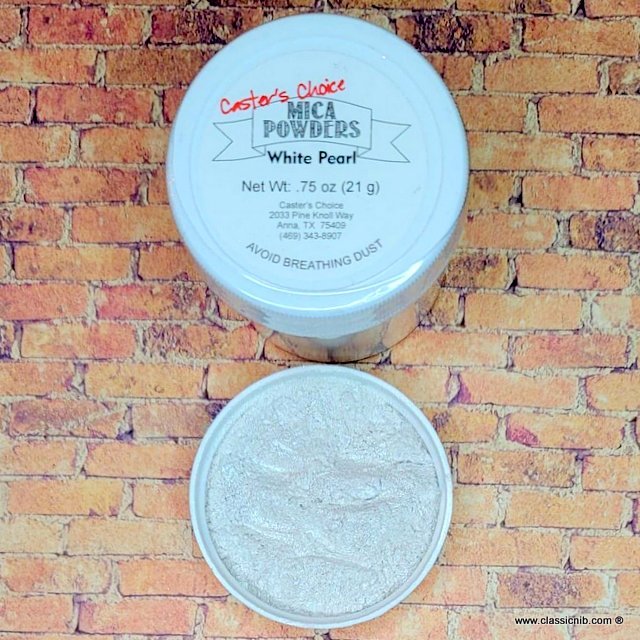 Caster's Choice
MICA
POWDERS
White Pearl
Net Wt: .75 oz (21 g)
Caster's Choice
2033 Pine Knoll Way
Anna, TX 75409
(469) 343-8907
AVOID BREATHING DUST
www.classicnib.com ®